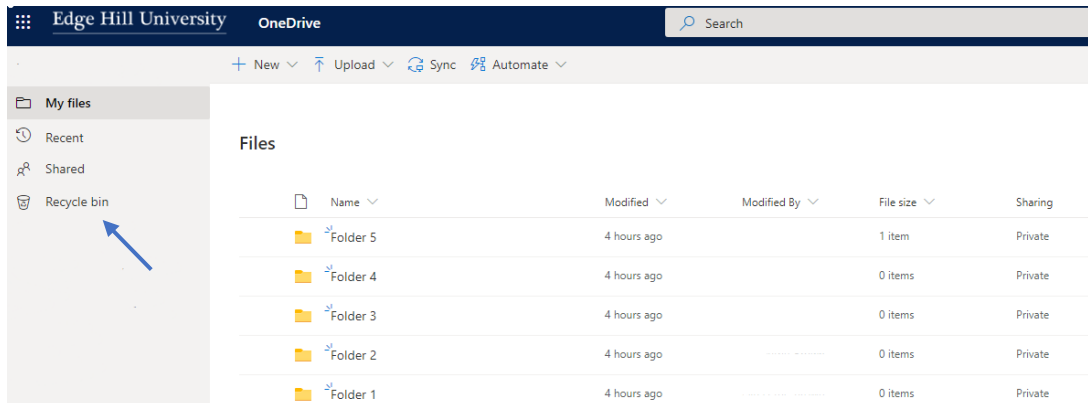 Edge Hill University OneDrive Search
New Upload Sync Automate
My files
Recent
Shared
Recycle bin
Files
Name Modified Modified By File size Sharing
Folder 5 4 hours ago 1 item Private
Folder 4 4 hours ago 0 items Private
Folder 3 4 hours ago 0 items Private
Folder 2 4 hours ago 0 items Private
Folder 1 4 hours ago 0 items Private